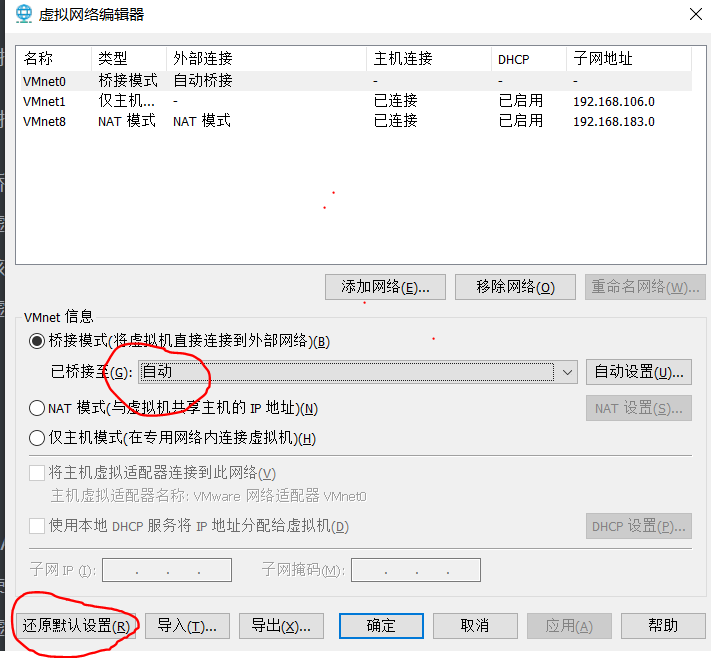 虚拟网络编辑器
名称 类型 外部连接 主机连接 DHCP 子网地址
VMnet0 桥接模式 自动桥接 - - -
VMnet1 仅主机... - 已连接 已启用 192.168.106.0
VMnet8 NAT 模式 NAT 模式 已连接 已启用 192.168.183.0
添加网络(E)... 移除网络(O) 重命名网络(W)...
VMnet 信息
桥接模式(将虚拟机直接连接到外部网络)(B)
已桥接至(G): 自动 自动设置(U)...
NAT 模式(与虚拟机共享主机的 IP 地址)(N) NAT 设置(S)...
仅主机模式(在专用网络内连接虚拟机)(H)
将主机虚拟适配器连接到此网络(V)
主机虚拟适配器名称: VMware 网络适配器 VMnet0
使用本地 DHCP 服务将 IP 地址分配给虚拟机(D) DHCP 设置(P)...
子网 IP (I): . . . 子网掩码(M): . . .
还原默认设置(R) 导入(T)... 导出(X)... 确定 取消 应用(A) 帮助